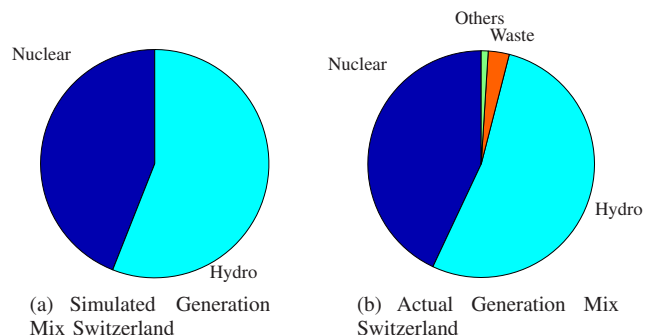 Nuclear
Hydro
(a) Simulated Generation
Mix Switzerland
Others
Waste
Nuclear
Hydro
(b) Actual Generation Mix
Switzerland